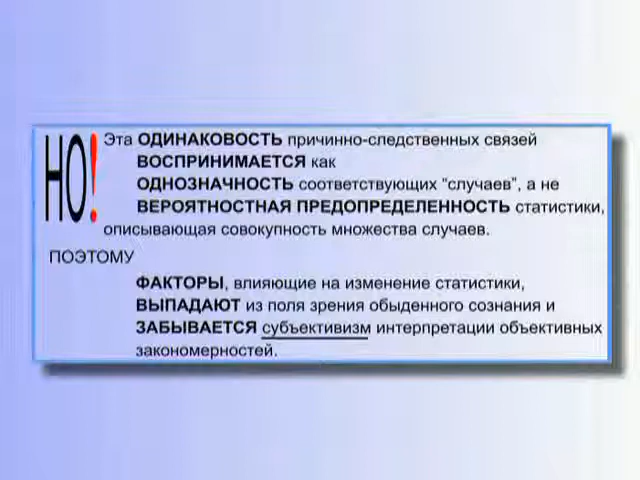 НО! Эта ОДИНАКОВОСТЬ причинно-следственных связей
ВОСПРИНИМАЕТСЯ как
ОДНОЗНАЧНОСТЬ соответствующих "случаев", а не
ВЕРОЯТНОСТНАЯ ПРЕДОПРЕДЕЛЕННОСТЬ статистики,
описывающая совокупность множества случаев.
ПОЭТОМУ
ФАКТОРЫ, влияющие на изменение статистики,
ВЫПАДАЮТ из поля зрения обыденного сознания и
ЗАБЫВАЕТСЯ субъективизм интерпретации объективных
закономерностей.